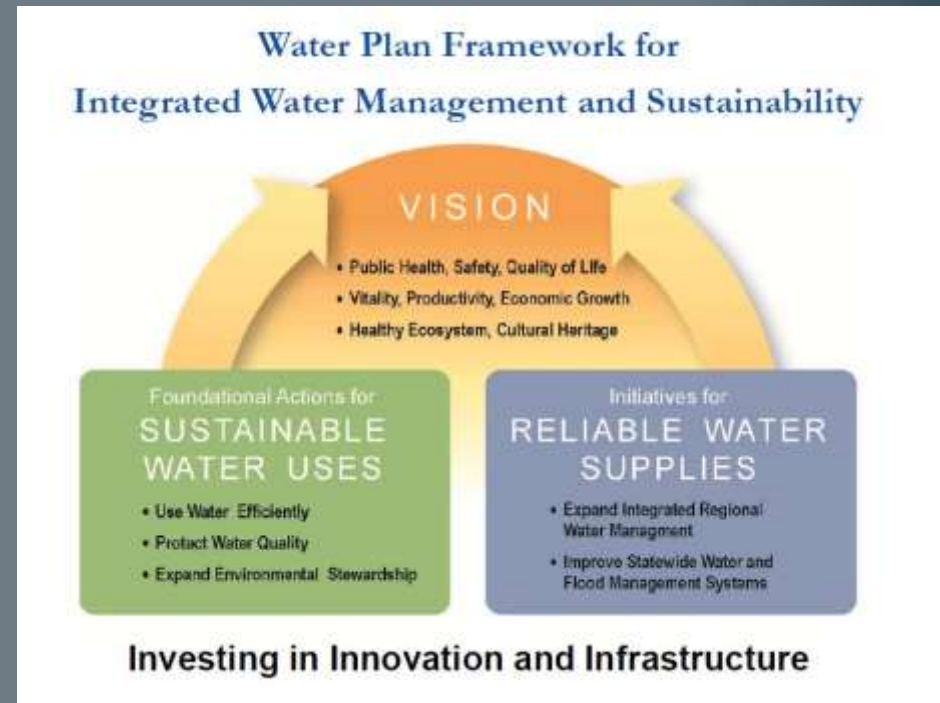 Water Plan Framework for
Integrated Water Management and Sustainability
VISION
• Public Health, Safety, Quality of Life
• Vitality, Productivity, Economic Growth
• Healthy Ecosystem, Cultural Heritage
Foundational Actions for
SUSTAINABLE
WATER USES
• Use Water Efficiently
• Protect Water Quality
• Expand Environmental Stewardship
Initiatives for
RELIABLE WATER
SUPPLIES
• Expand Integrated Regional
Water Managment
• Improve Statewide Water and
Flood Management Systems
Investing in Innovation and Infrastructure